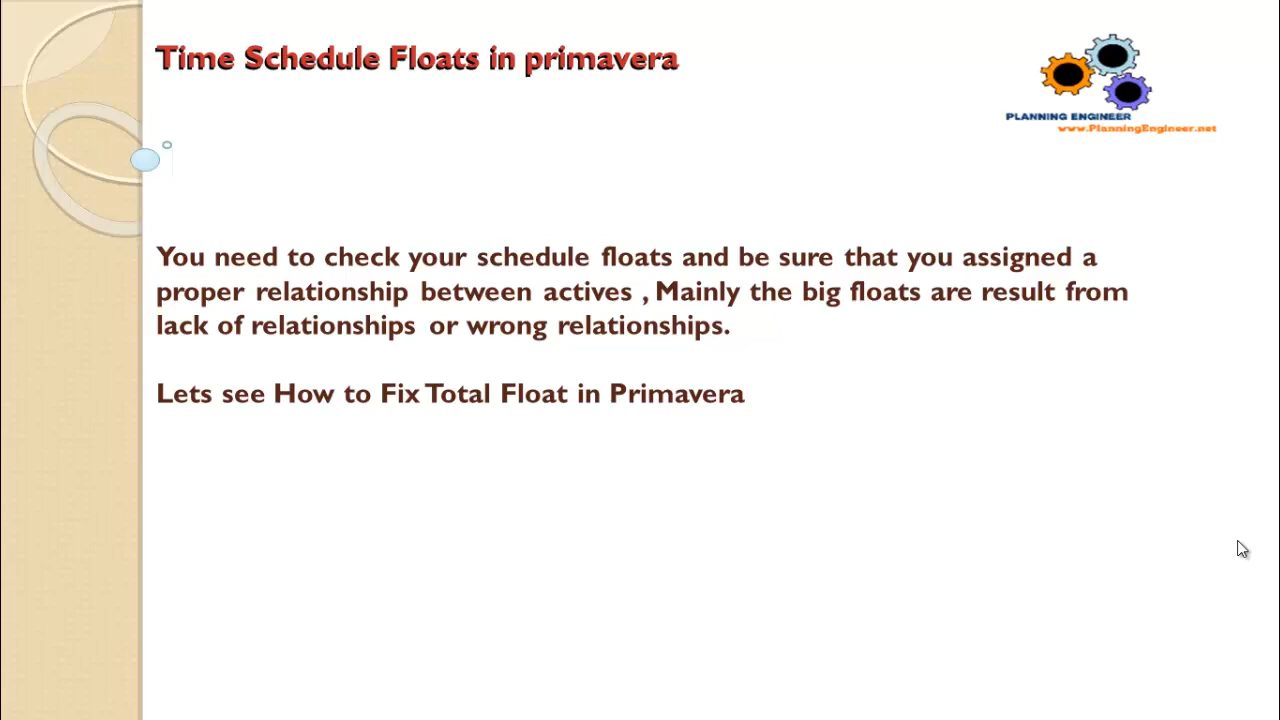 Time Schedule Floats in primavera
PLANNING ENGINEER
www.PlanningEngineer.net
You need to check your schedule floats and be sure that you assigned a
proper relationship between actives , Mainly the big floats are result from
lack of relationships or wrong relationships.
Lets see How to Fix Total Float in Primavera